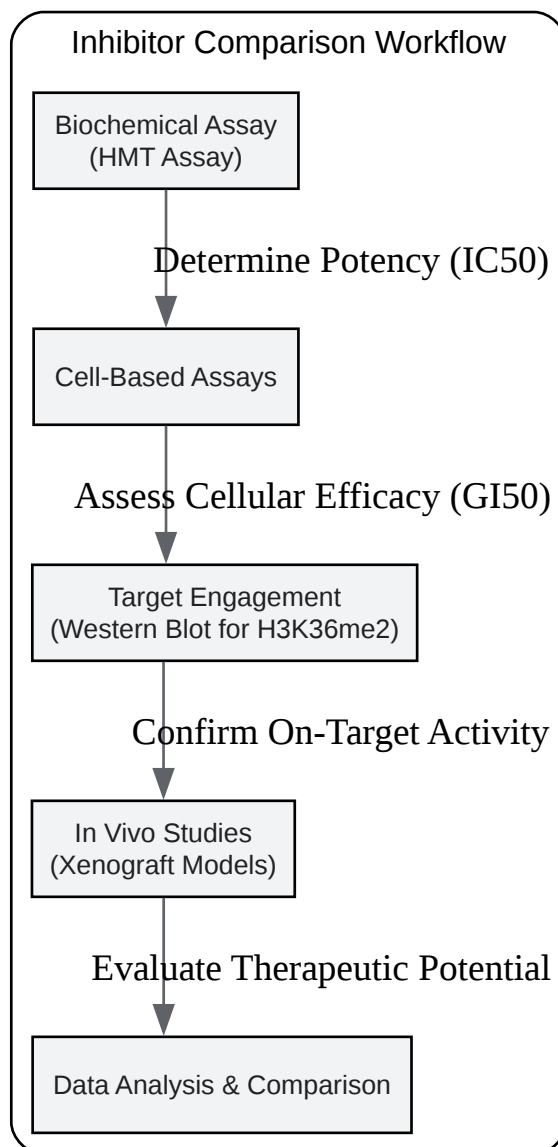 Inhibitor Comparison Workflow
Biochemical Assay
(HMT Assay)
Determine Potency (IC50)
Cell-Based Assays
Assess Cellular Efficacy (GI50)
Target Engagement
(Western Blot for H3K36me2)
Confirm On-Target Activity
In Vivo Studies
(Xenograft Models)
Evaluate Therapeutic Potential
Data Analysis & Comparison